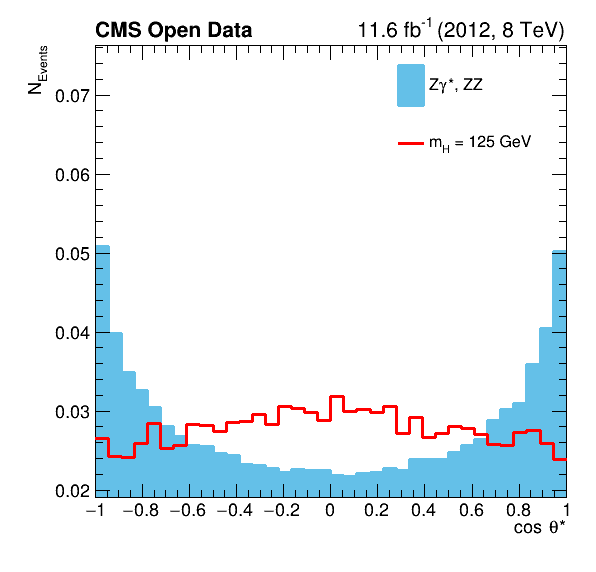 CMS Open Data 11.6 fb⁻¹ (2012, 8 TeV)
N_Events
Zγ*, ZZ
m_H = 125 GeV
0.07
0.06
0.05
0.04
0.03
0.02
−1 −0.8 −0.6 −0.4 −0.2 0 0.2 0.4 0.6 0.8 1
cos θ*